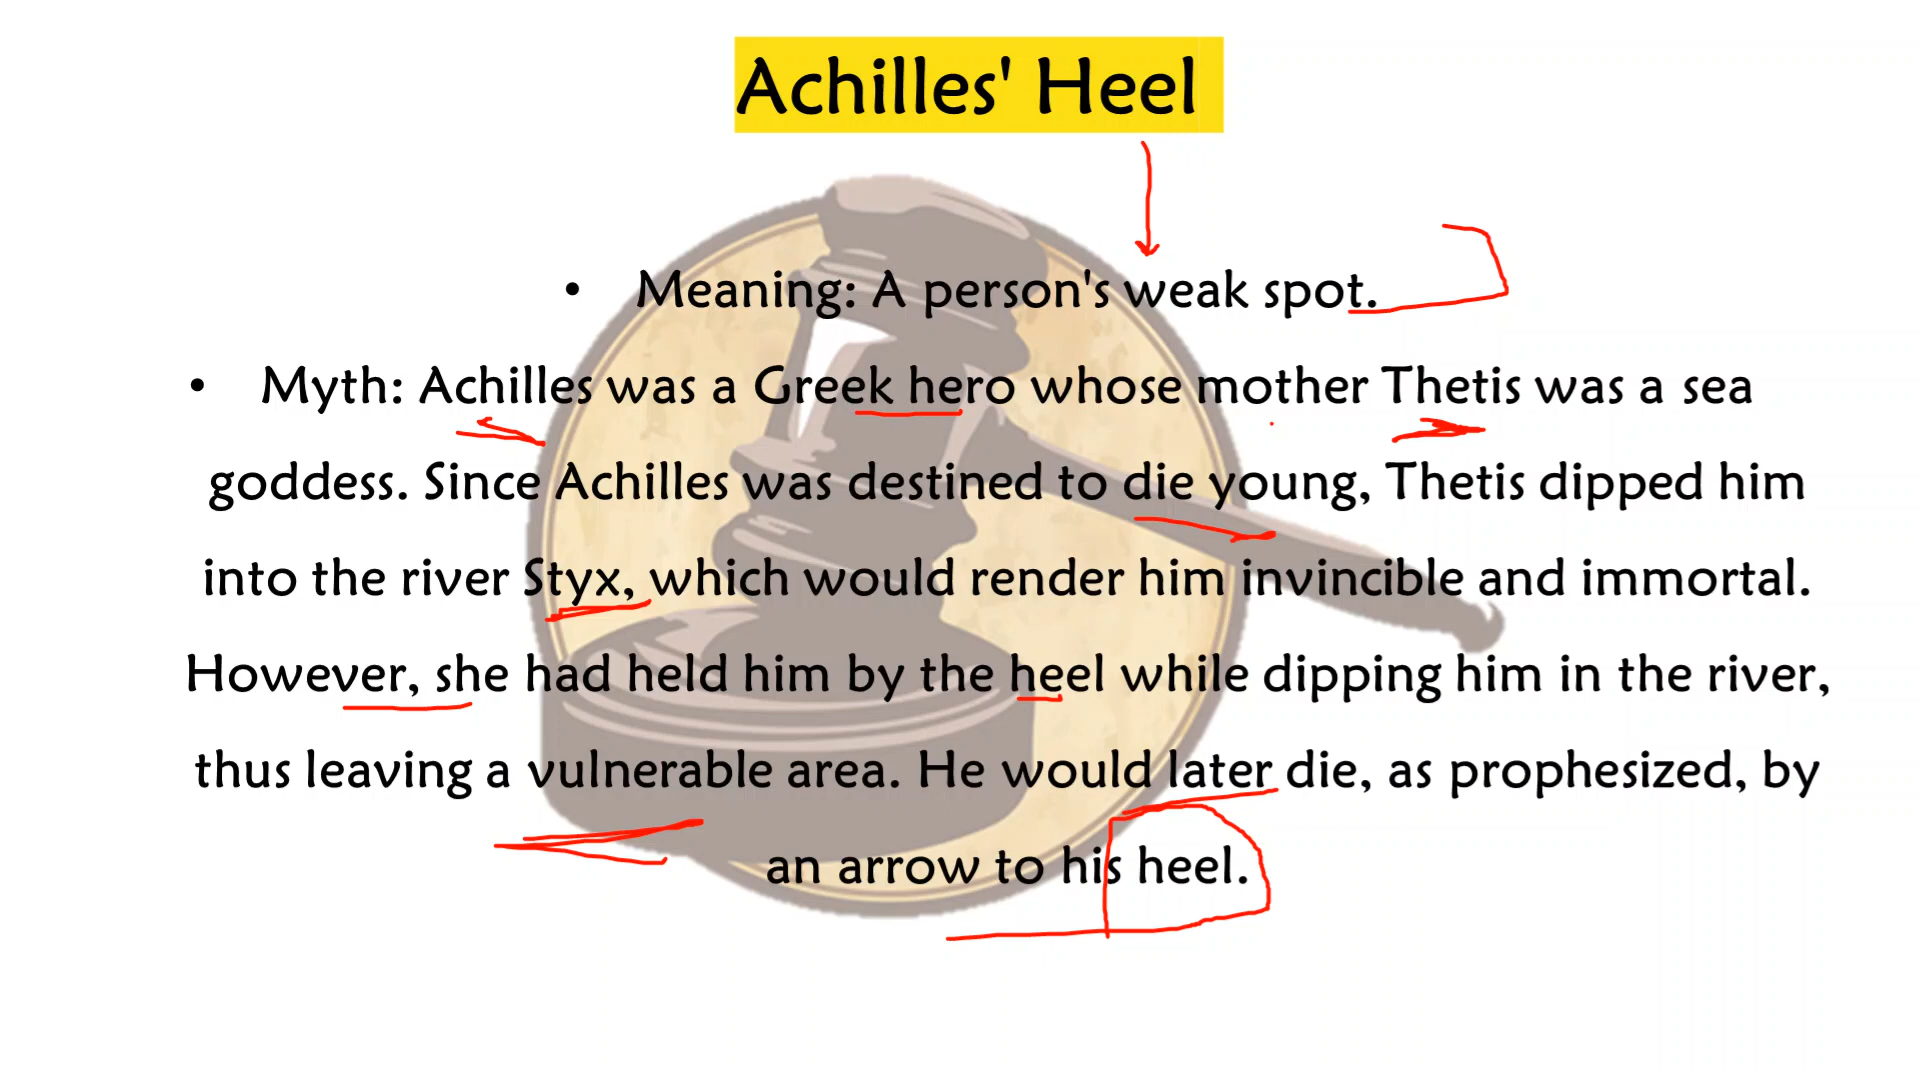 Achilles' Heel
• Meaning: A person's weak spot.
• Myth: Achilles was a Greek hero whose mother Thetis was a sea
goddess. Since Achilles was destined to die young, Thetis dipped him
into the river Styx, which would render him invincible and immortal.
However, she had held him by the heel while dipping him in the river,
thus leaving a vulnerable area. He would later die, as prophesized, by
an arrow to his heel.